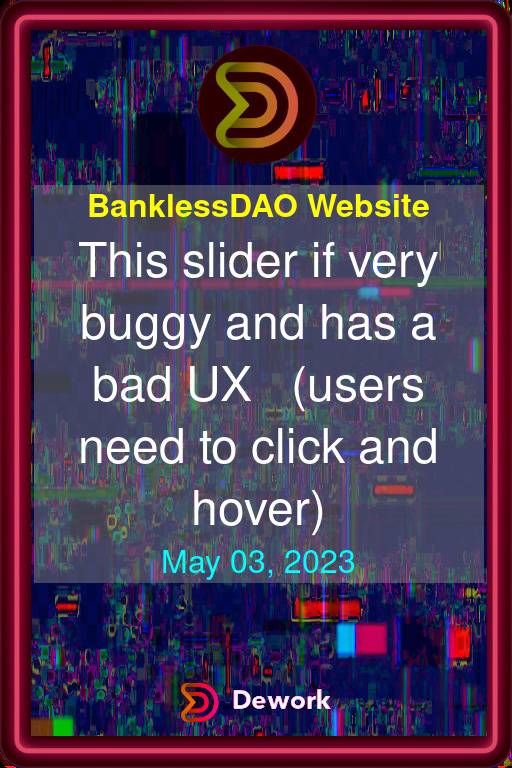 BanklessDAO Website
This slider if very
buggy and has a
bad UX (users
need to click and
hover)
May 03, 2023
Dework